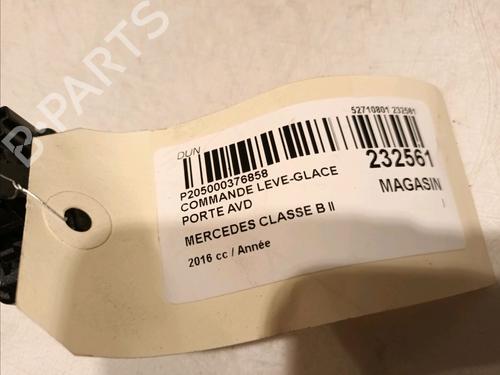 B-PARTS
52710801 232561
DUN
P205000376858
COMMANDE LEVE-GLACE
PORTE AVD
232561
MAGASIN
MERCEDES CLASSE B II
2016 cc / Année